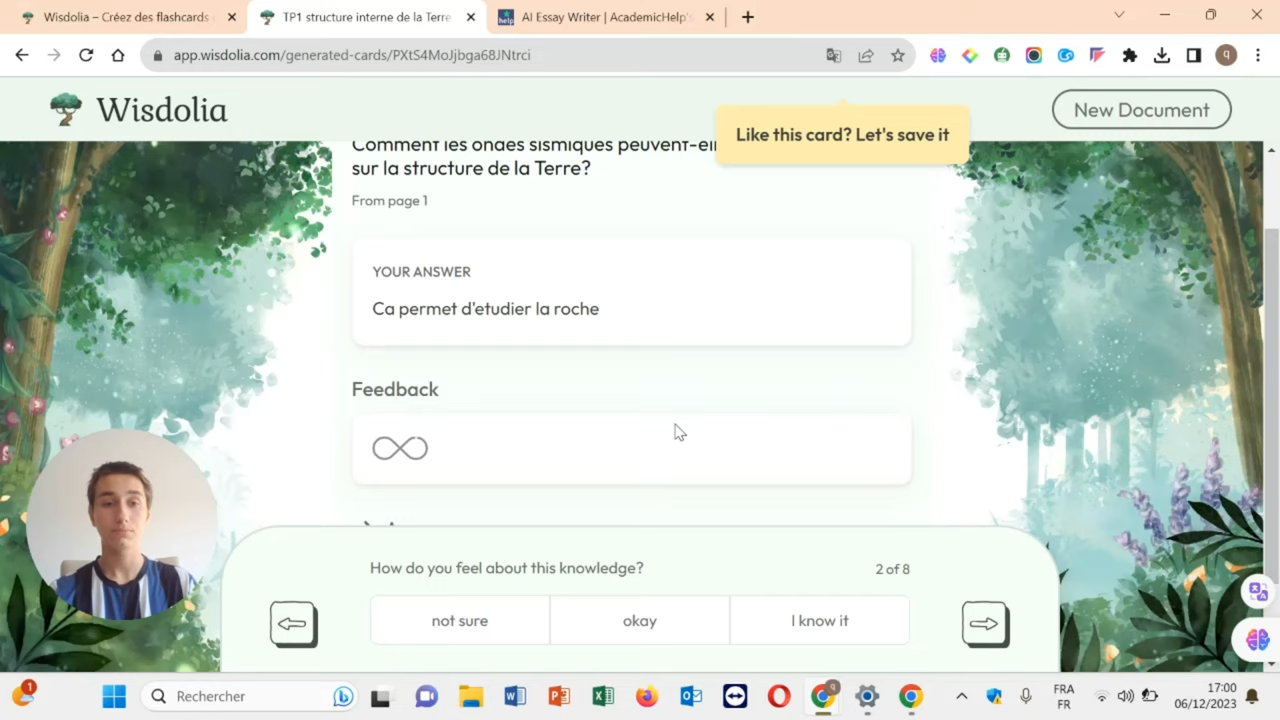 Wisdolia – Créez des flashcards
TP1 structure interne de la Terre
AI Essay Writer | AcademicHelp's
app.wisdolia.com/generated-cards/PXtS4MoJjbga68JNtrci
Wisdolia
Like this card? Let's save it
New Document
Comment les ondes sismiques
sur la structure de la Terre?
From page 1
YOUR ANSWER
Ca permet d'etudier la roche
Feedback
How do you feel about this knowledge?
2 of 8
not sure
okay
I know it
Rechercher
FRA
FR
17:00
06/12/2023